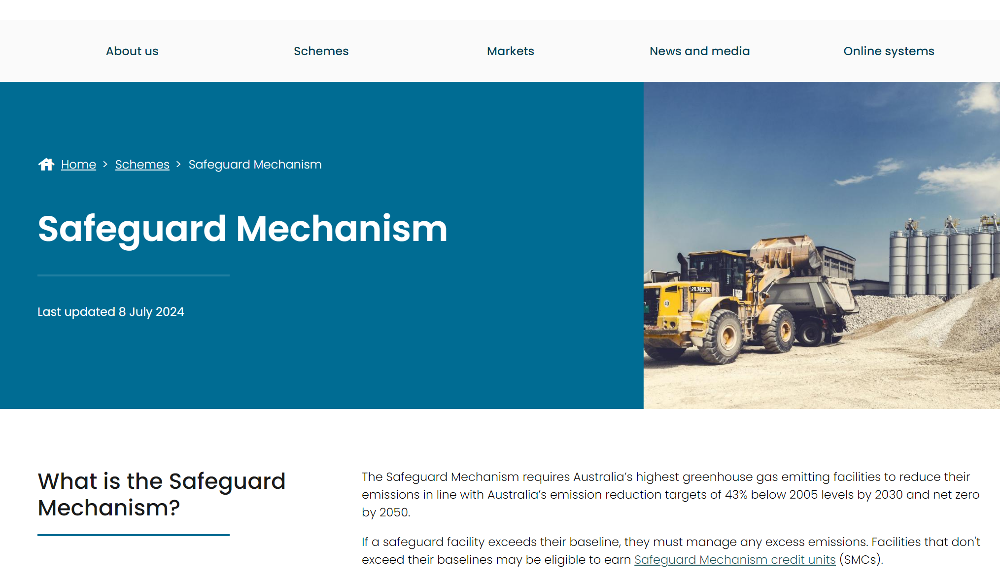 About us
Schemes
Markets
News and media
Online systems
Home > Schemes > Safeguard Mechanism
Safeguard Mechanism
Last updated 8 July 2024
HL760-7A
40
SCHMITZ
What is the Safeguard
Mechanism?
The Safeguard Mechanism requires Australia’s highest greenhouse gas emitting facilities to reduce their
emissions in line with Australia’s emission reduction targets of 43% below 2005 levels by 2030 and net zero
by 2050.
If a safeguard facility exceeds their baseline, they must manage any excess emissions. Facilities that don't
exceed their baselines may be eligible to earn Safeguard Mechanism credit units (SMCs).